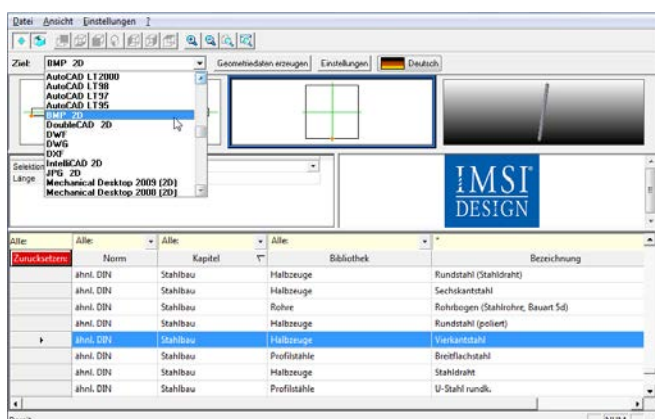 Datei Ansicht Einstellungen ?
Ziel: BMP 2D Geometriedaten erzeugen Einstellungen Deutsch
AutoCAD LT2000
AutoCAD LT98
AutoCAD LT97
AutoCAD LT95
BMP 2D
DoubleCAD 2D
DWF
DWG
DXF
IntelliCAD 2D
JPG 2D
Mechanical Desktop 2009 (2D)
Mechanical Desktop 2008 (2D)
Selektion
Länge
IMSI
DESIGN
Alle: Alle: Alle: Alle: *
Zurücksetzen: Norm Kapitel Bibliothek Bezeichnung
ähnl. DIN Stahlbau Halbzeuge Rundstahl (Stahldraht)
ähnl. DIN Stahlbau Halbzeuge Sechskantstahl
ähnl. DIN Stahlbau Rohre Rohrbogen (Stahlrohre, Bauart 5d)
ähnl. DIN Stahlbau Halbzeuge Rundstahl (poliert)
ähnl. DIN Stahlbau Halbzeuge Vierkantstahl
ähnl. DIN Stahlbau Profilstähle Breitflachstahl
ähnl. DIN Stahlbau Halbzeuge Stahldraht
ähnl. DIN Stahlbau Profilstähle U-Stahl rundk.